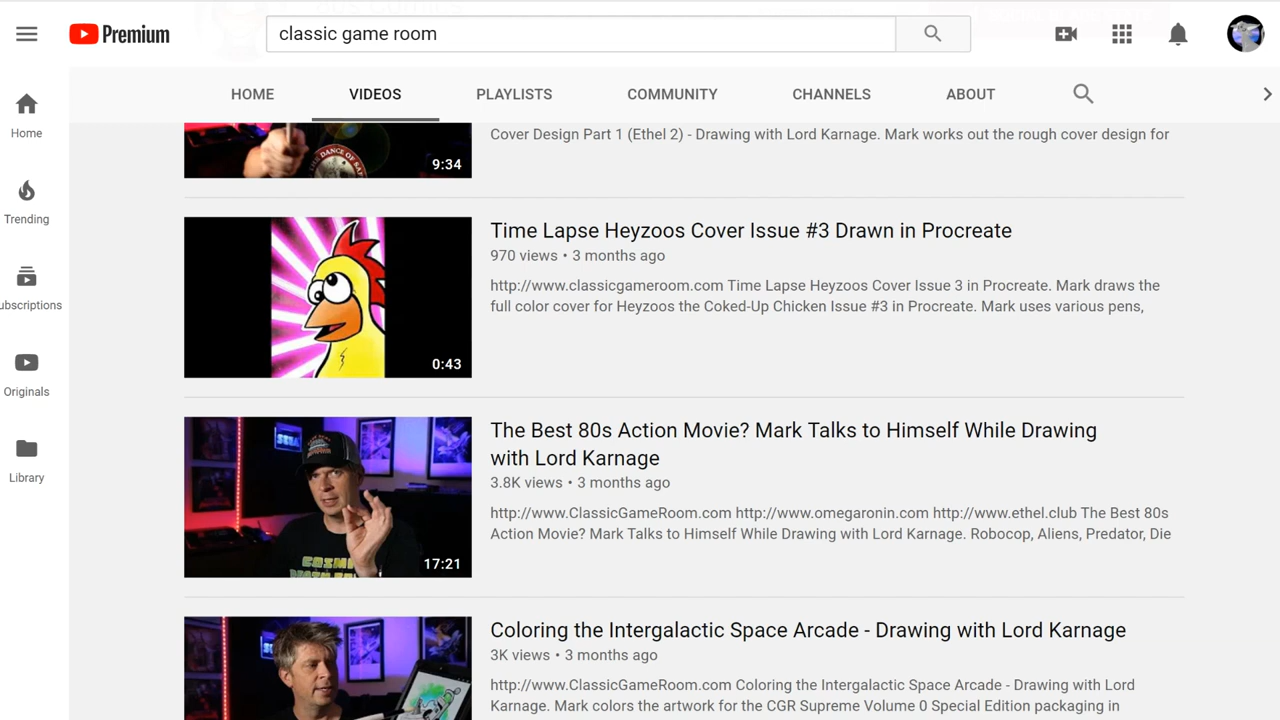 Premium
classic game room
HOME VIDEOS PLAYLISTS COMMUNITY CHANNELS ABOUT
Home
Trending
ubscriptions
Originals
Library
Cover Design Part 1 (Ethel 2) - Drawing with Lord Karnage. Mark works out the rough cover design for
THE DANCE OF
9:34
Time Lapse Heyzoos Cover Issue #3 Drawn in Procreate
970 views • 3 months ago
http://www.classicgameroom.com Time Lapse Heyzoos Cover Issue 3 in Procreate. Mark draws the
full color cover for Heyzoos the Coked-Up Chicken Issue #3 in Procreate. Mark uses various pens,
0:43
The Best 80s Action Movie? Mark Talks to Himself While Drawing
with Lord Karnage
3.8K views • 3 months ago
http://www.ClassicGameRoom.com http://www.omegaronin.com http://www.ethel.club The Best 80s
Action Movie? Mark Talks to Himself While Drawing with Lord Karnage. Robocop, Aliens, Predator, Die
SEGA
17:21
Coloring the Intergalactic Space Arcade - Drawing with Lord Karnage
3K views • 3 months ago
http://www.ClassicGameRoom.com Coloring the Intergalactic Space Arcade - Drawing with Lord
Karnage. Mark colors the artwork for the CGR Supreme Volume 0 Special Edition packaging in